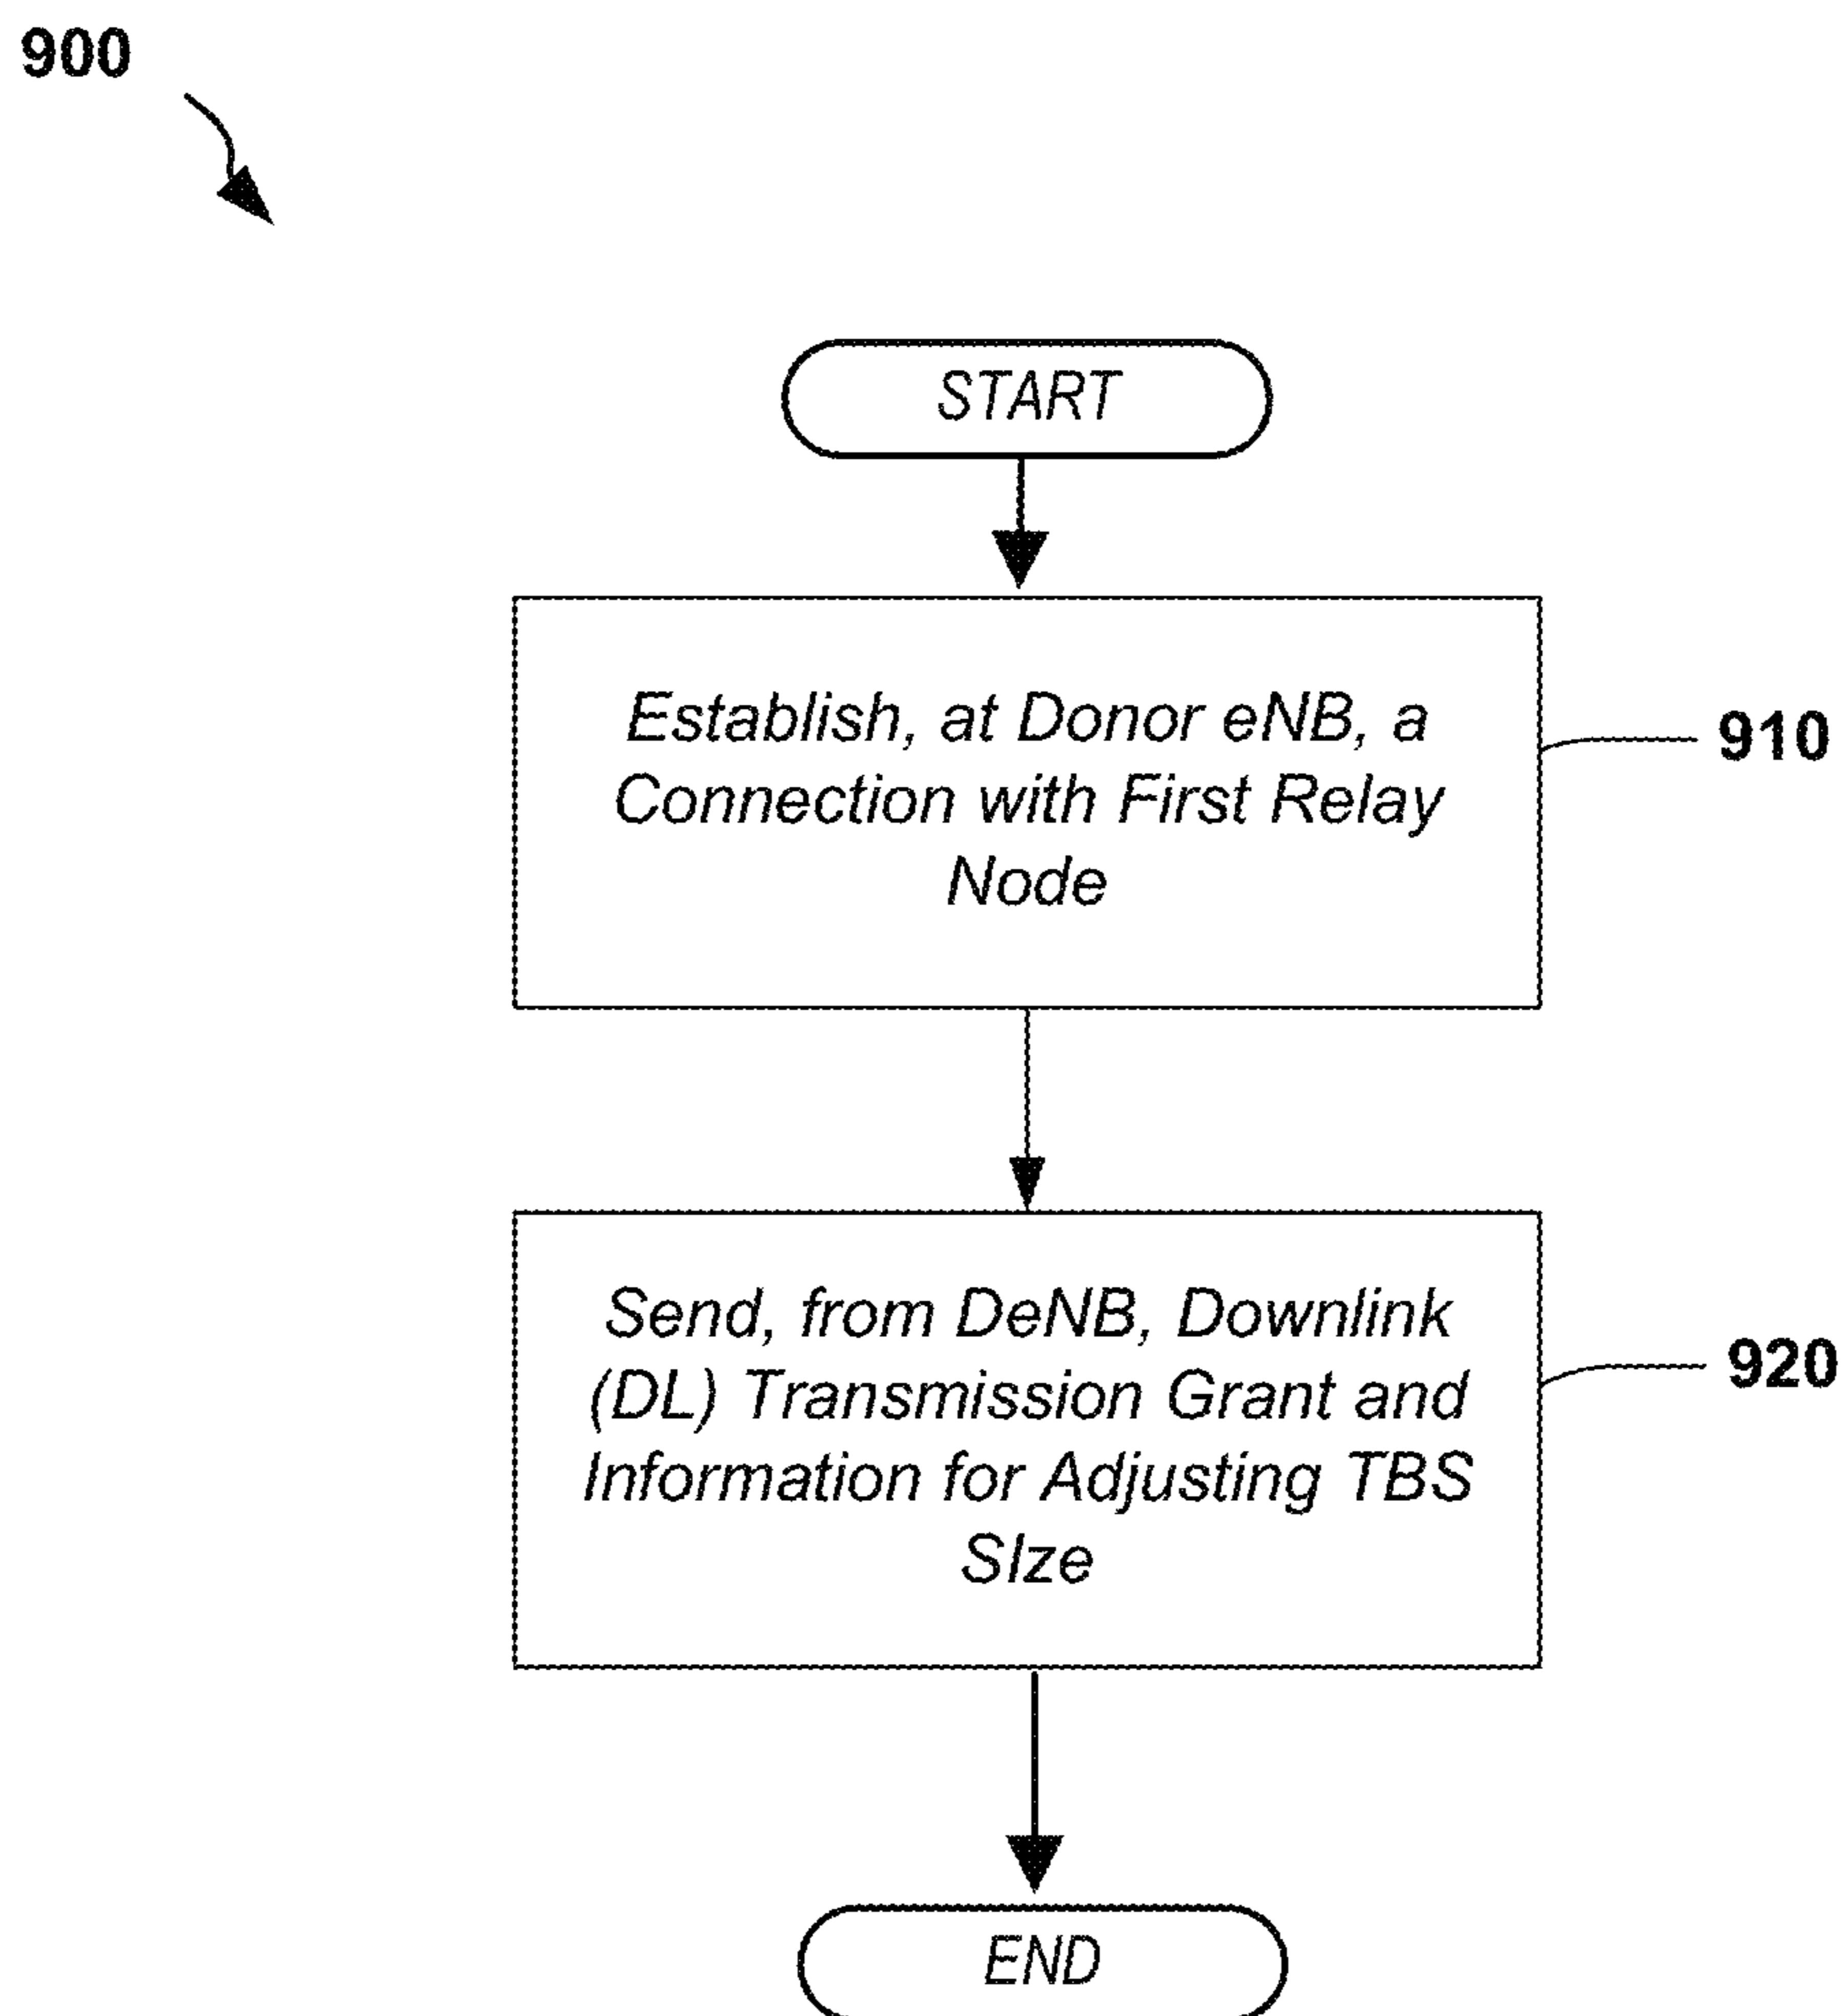 900
START
Establish, at Donor eNB, a
Connection with First Relay
Node
910
Send, from DeNB, Downlink
(DL) Transmission Grant and
Information for Adjusting TBS
SIze
920
END